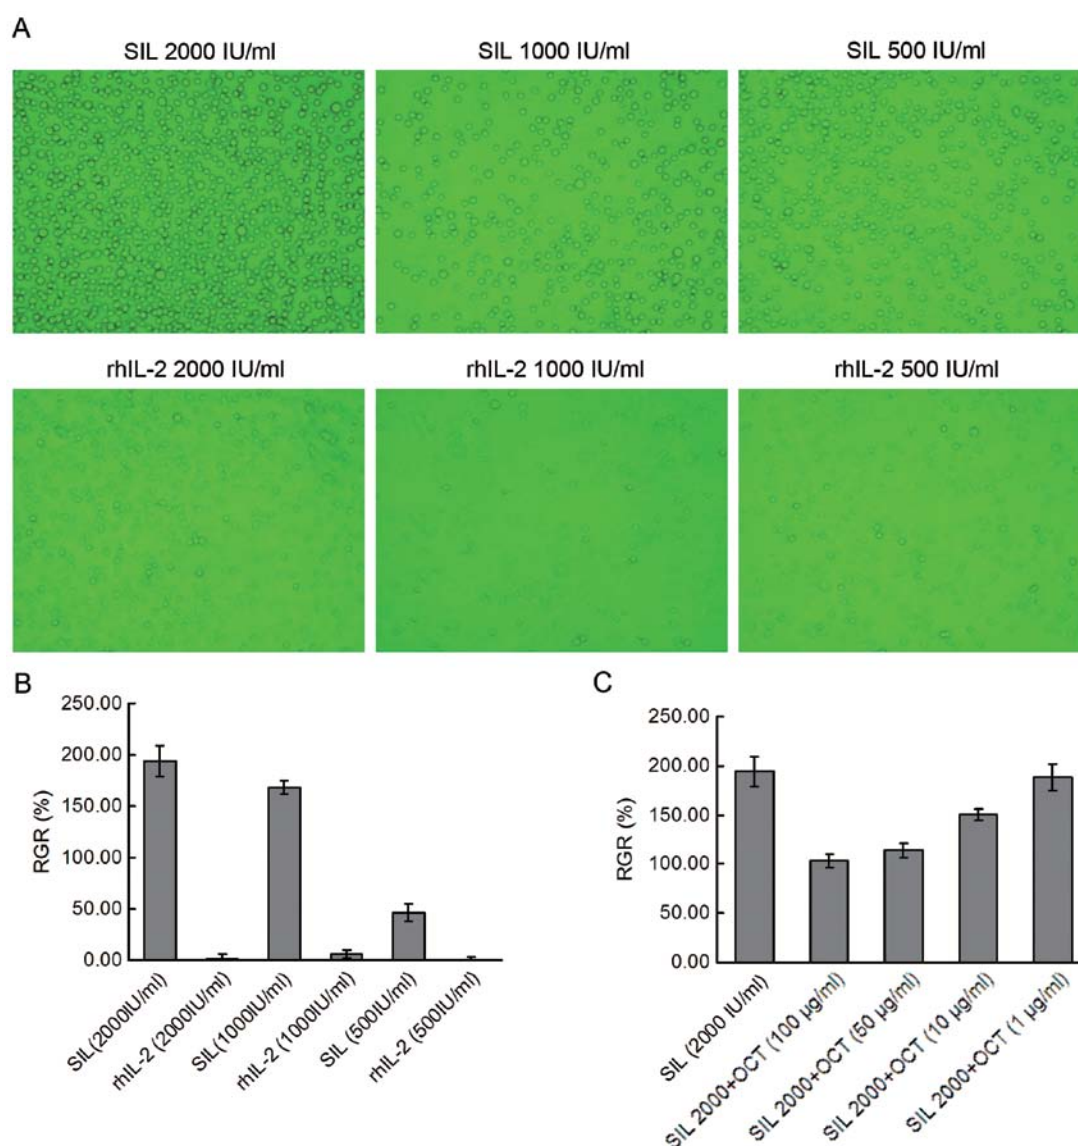 A
SIL 2000 IU/ml
SIL 1000 IU/ml
SIL 500 IU/ml
rhIL-2 2000 IU/ml
rhIL-2 1000 IU/ml
rhIL-2 500 IU/ml
B
250.00
200.00
150.00
100.00
50.00
0.00
RGR (%)
SIL(2000IU/ml)
rhIL-2 (2000IU/ml)
SIL(1000IU/ml)
rhIL-2 (1000IU/ml)
SIL (500IU/ml)
rhIL-2 (500IU/ml)
C
250.00
200.00
150.00
100.00
50.00
0.00
RGR (%)
SIL (2000 IU/ml)
SIL 2000+OCT (100 µg/ml)
SIL 2000+OCT (50 µg/ml)
SIL 2000+OCT (10 µg/ml)
SIL 2000+OCT (1 µg/ml)